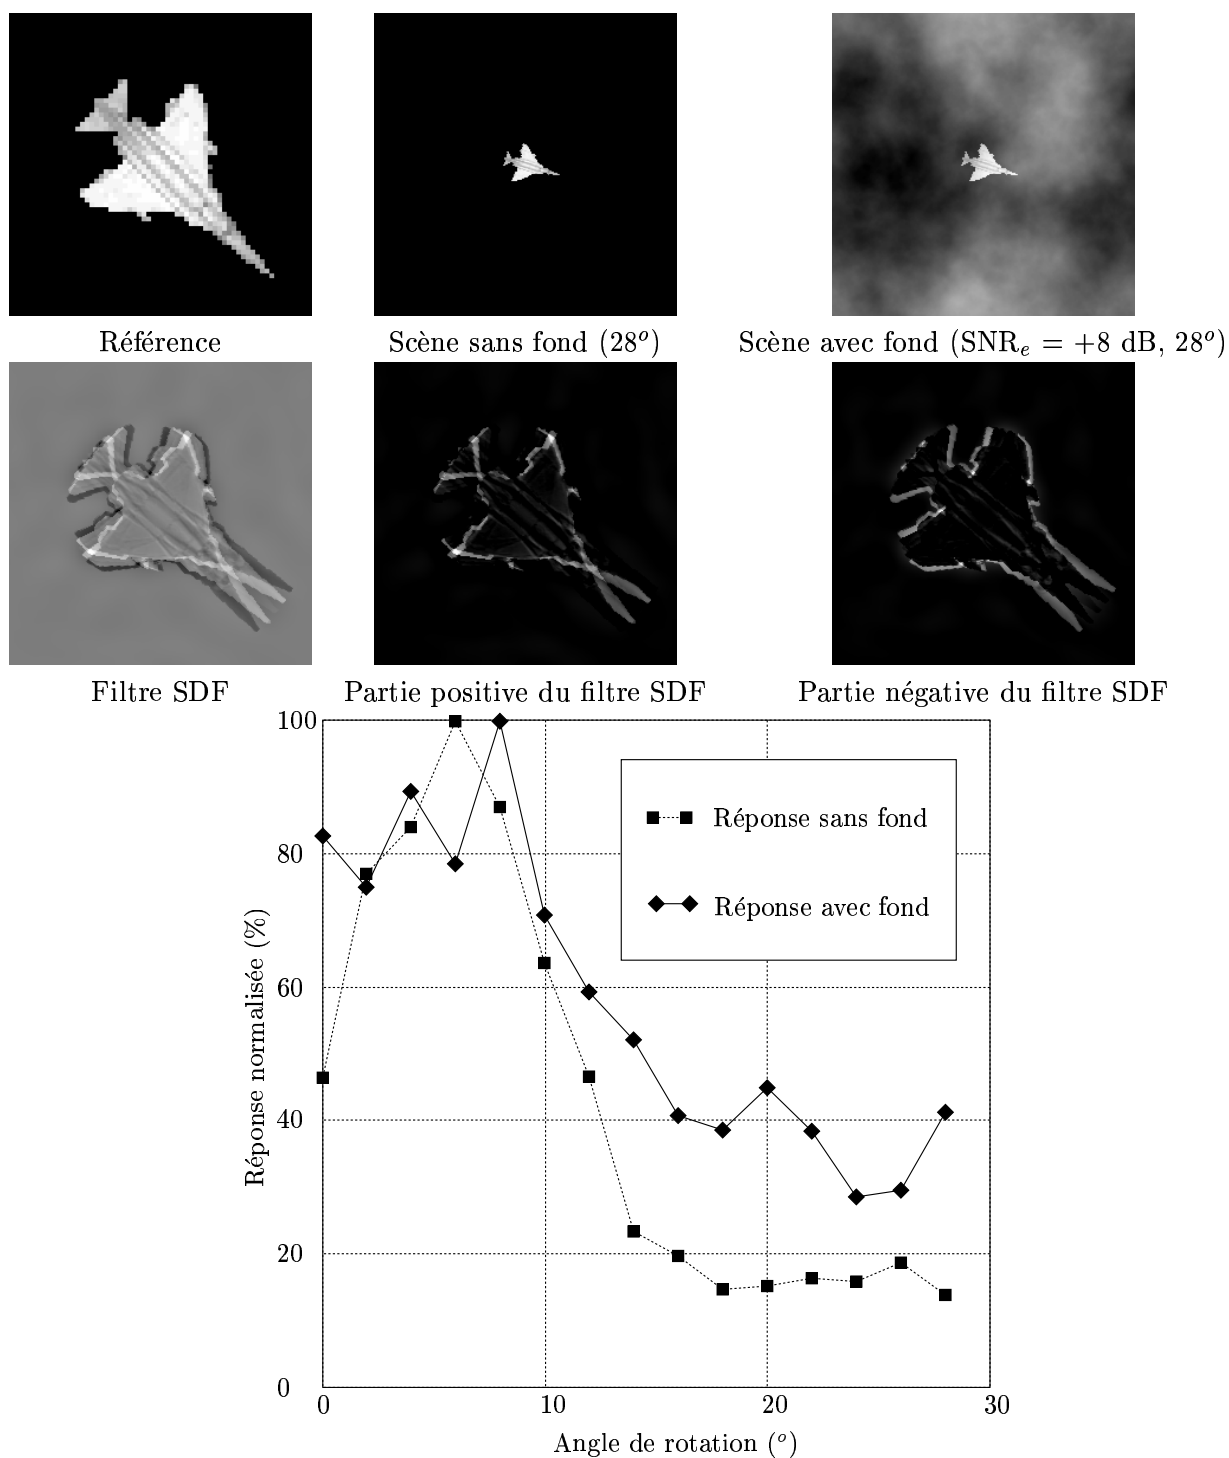 Référence
Scène sans fond (28°)
Scène avec fond (SNRₑ = +8 dB, 28°)
Filtre SDF
Partie positive du filtre SDF
Partie négative du filtre SDF
100
80
60
40
20
0
Réponse normalisée (%)
Réponse sans fond
Réponse avec fond
0
10
20
30
Angle de rotation (°)